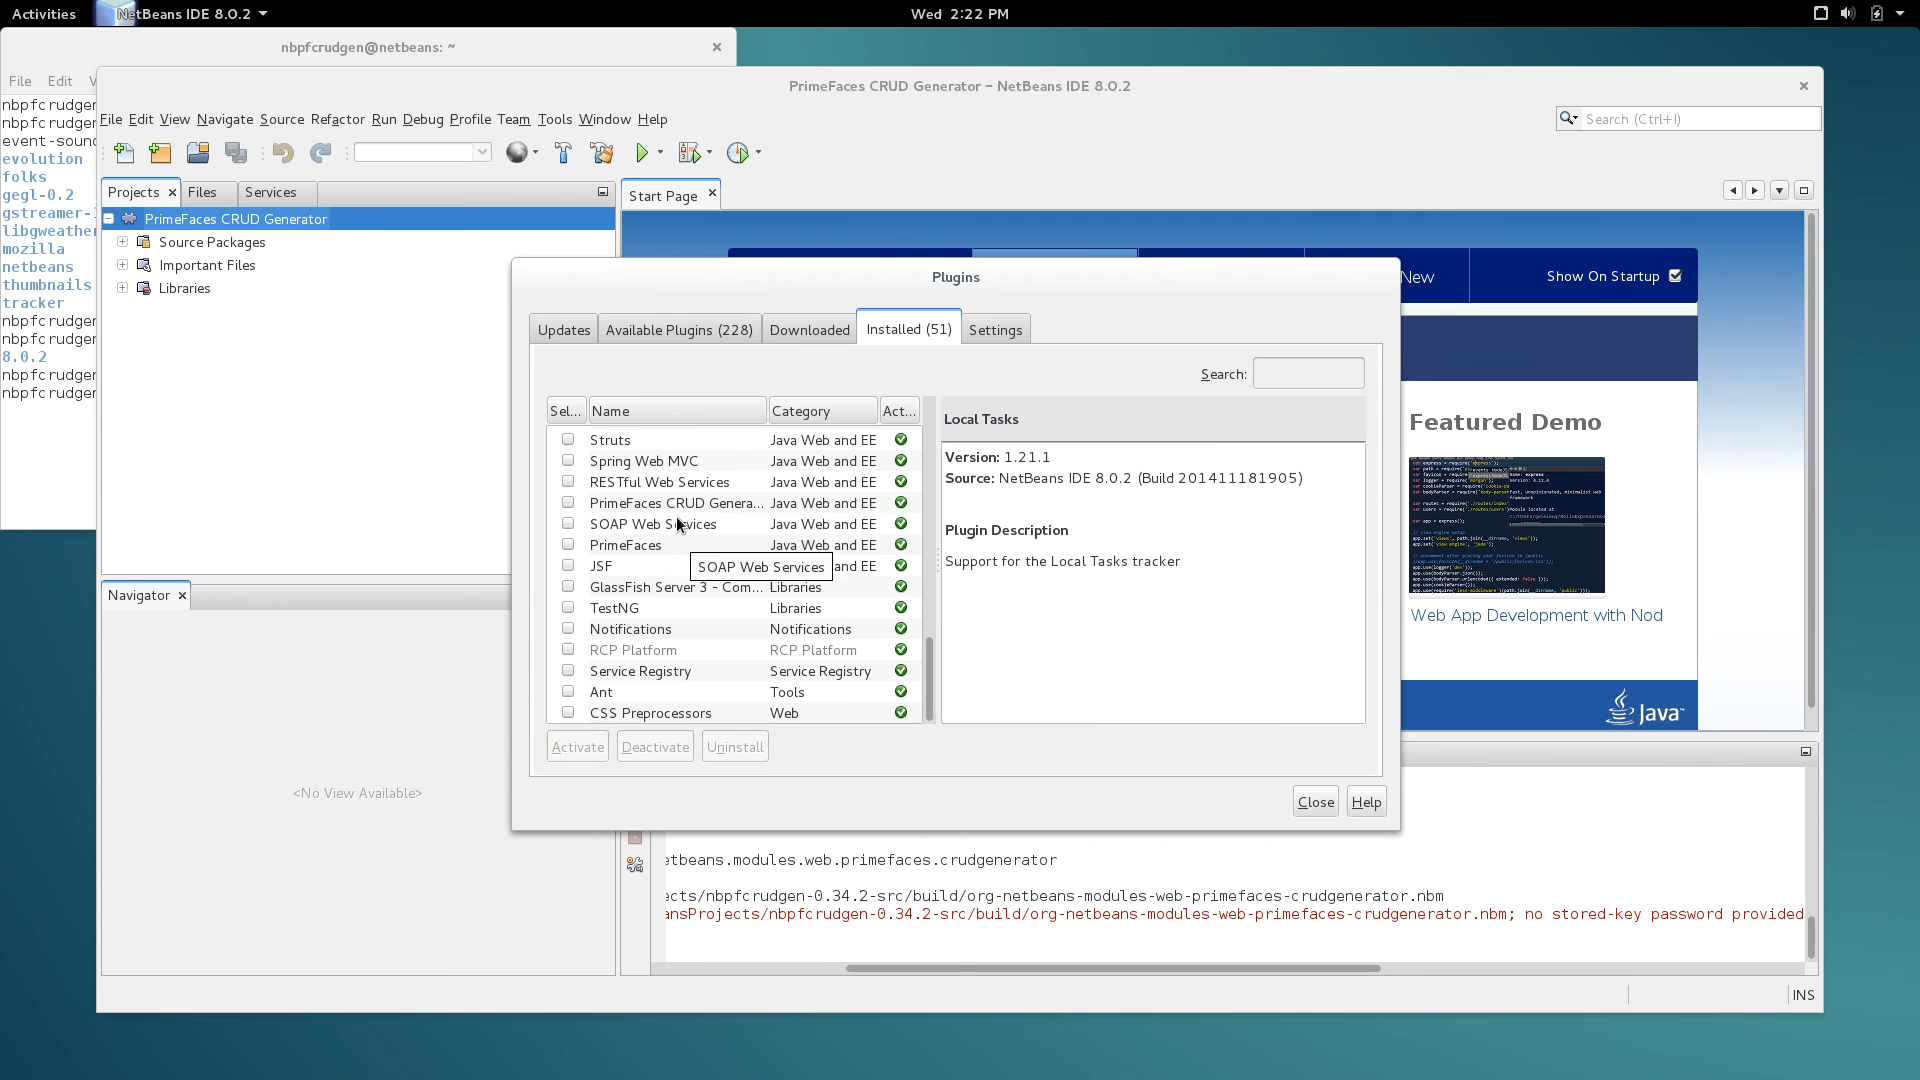 Activities NetBeans IDE 8.0.2 Wed 2:22 PM
nbpfcrudgen@netbeans: ~
File Edit V
nbpfcrudger
nbpfcrudger
event-sound
evolution
folks
gegl-0.2
gstreamer-1
libgweather
mozilla
netbeans
thumbnails
tracker
nbpfcrudger
nbpfcrudger
8.0.2
nbpfcrudger
nbpfcrudger
PrimeFaces CRUD Generator – NetBeans IDE 8.0.2
File Edit View Navigate Source Refactor Run Debug Profile Team Tools Window Help
Search (Ctrl+I)
Projects Files Services
PrimeFaces CRUD Generator
Source Packages
Important Files
Libraries
Navigator
<No View Available>
Start Page
New
Show On Startup
Featured Demo
Web App Development with Nod
Java
Plugins
Updates Available Plugins (228) Downloaded Installed (51) Settings
Search:
Sel... Name Category Act...
Struts Java Web and EE
Spring Web MVC Java Web and EE
RESTful Web Services Java Web and EE
PrimeFaces CRUD Genera... Java Web and EE
SOAP Web Services Java Web and EE
PrimeFaces Java Web and EE
JSF and EE
SOAP Web Services
GlassFish Server 3 - Com... Libraries
TestNG Libraries
Notifications Notifications
RCP Platform RCP Platform
Service Registry Service Registry
Ant Tools
CSS Preprocessors Web
Activate Deactivate Uninstall
Local Tasks
Version: 1.21.1
Source: NetBeans IDE 8.0.2 (Build 201411181905)
Plugin Description
Support for the Local Tasks tracker
Close Help
etbeans.modules.web.primefaces.crudgenerator
ects/nbpfcrudgen-0.34.2-src/build/org-netbeans-modules-web-primefaces-crudgenerator.nbm
ansProjects/nbpfcrudgen-0.34.2-src/build/org-netbeans-modules-web-primefaces-crudgenerator.nbm; no stored-key password provided
INS